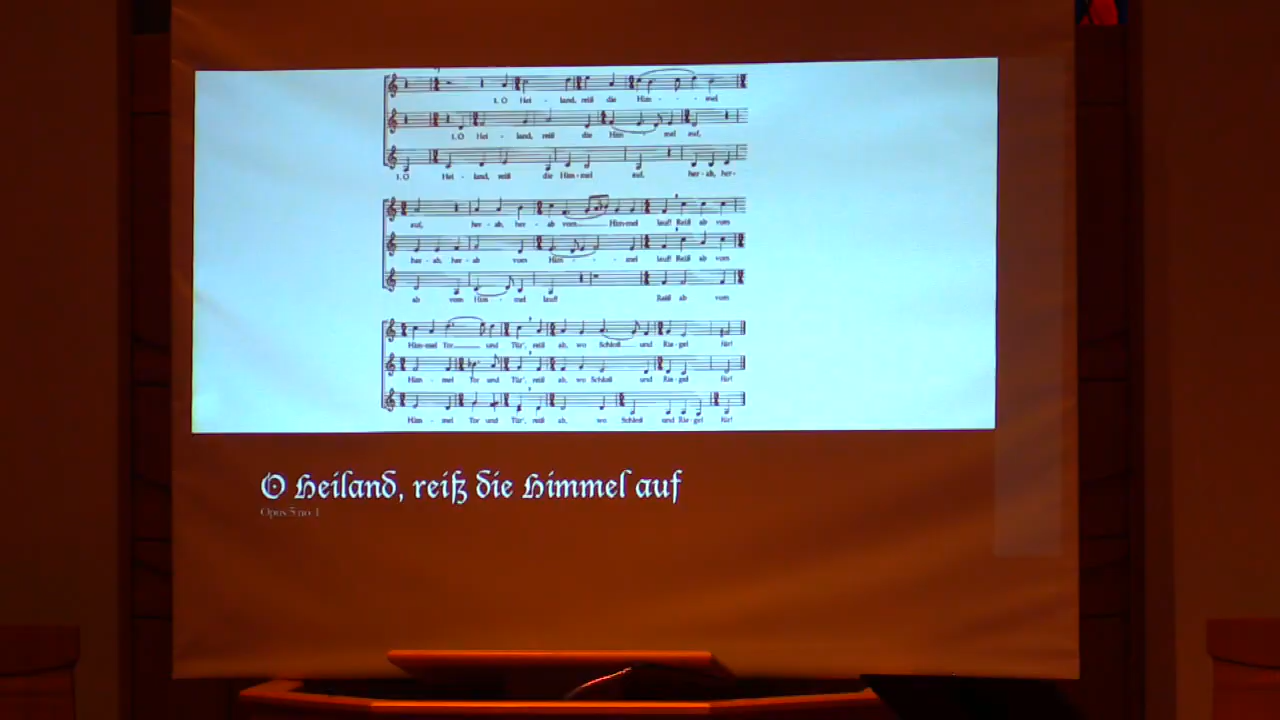 1. O Hei - land, reiß die Him - - mel
1. O Hei - land, reiß die Him - mel auf,
1. O Hei - land, reiß die Him - mel auf, her - ab, her -
auf, her - ab, her - ab vom Him-mel lauf! Reiß ab vom
her - ab, her - ab vom Him - - mel lauf! Reiß ab vom
ab vom Him - mel lauf! Reiß ab vom
Him-mel Tor und Tür', reiß ab, wo Schloß und Rie - gel für!
Him - mel Tor und Tür', reiß ab, wo Schloß und Rie - gel für!
Him - mel Tor und Tür', reiß ab, wo Schloß und Rie - gel für!
O Heiland, reiß die Himmel auf
Opus 5 no. 1